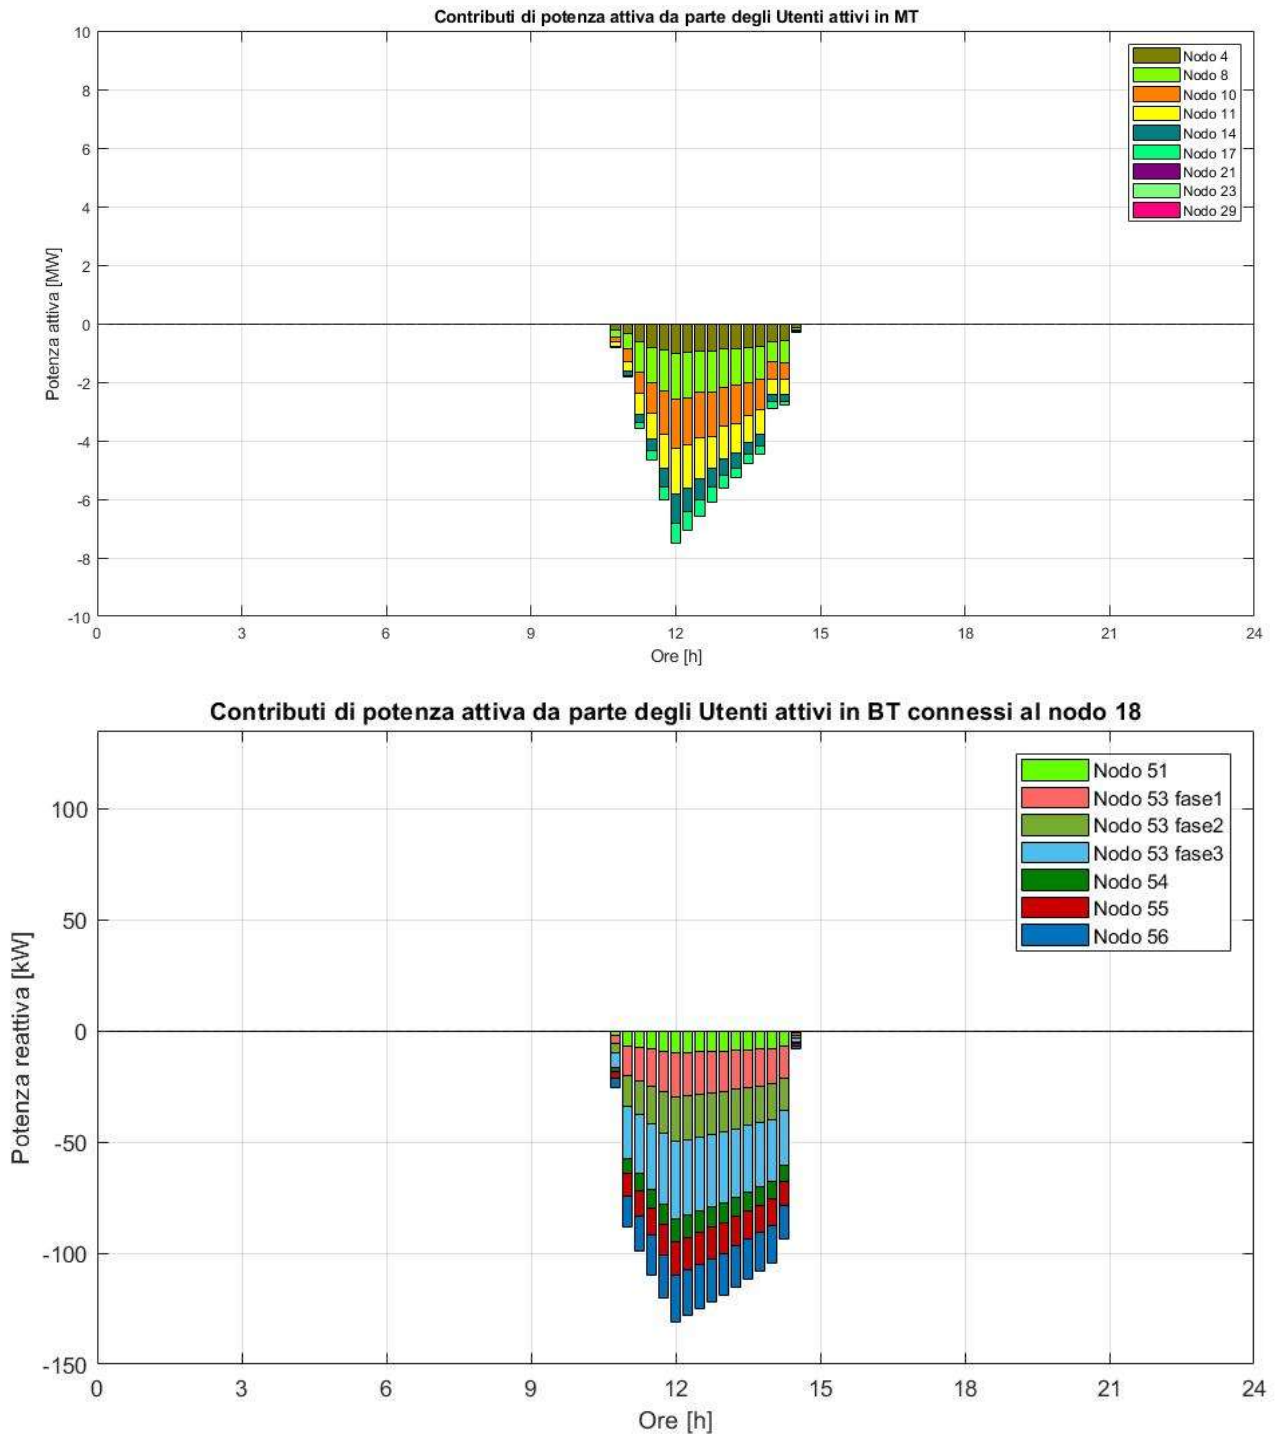 Contributi di potenza attiva da parte degli Utenti attivi in MT
10
8
6
4
2
0
-2
-4
-6
-8
-10
Potenza attiva [MW]
Nodo 4
Nodo 8
Nodo 10
Nodo 11
Nodo 14
Nodo 17
Nodo 21
Nodo 23
Nodo 29
0 3 6 9 12 15 18 21 24
Ore [h]
Contributi di potenza attiva da parte degli Utenti attivi in BT connessi al nodo 18
100
50
0
-50
-100
-150
Potenza reattiva [kW]
Nodo 51
Nodo 53 fase1
Nodo 53 fase2
Nodo 53 fase3
Nodo 54
Nodo 55
Nodo 56
0 3 6 9 12 15 18 21 24
Ore [h]